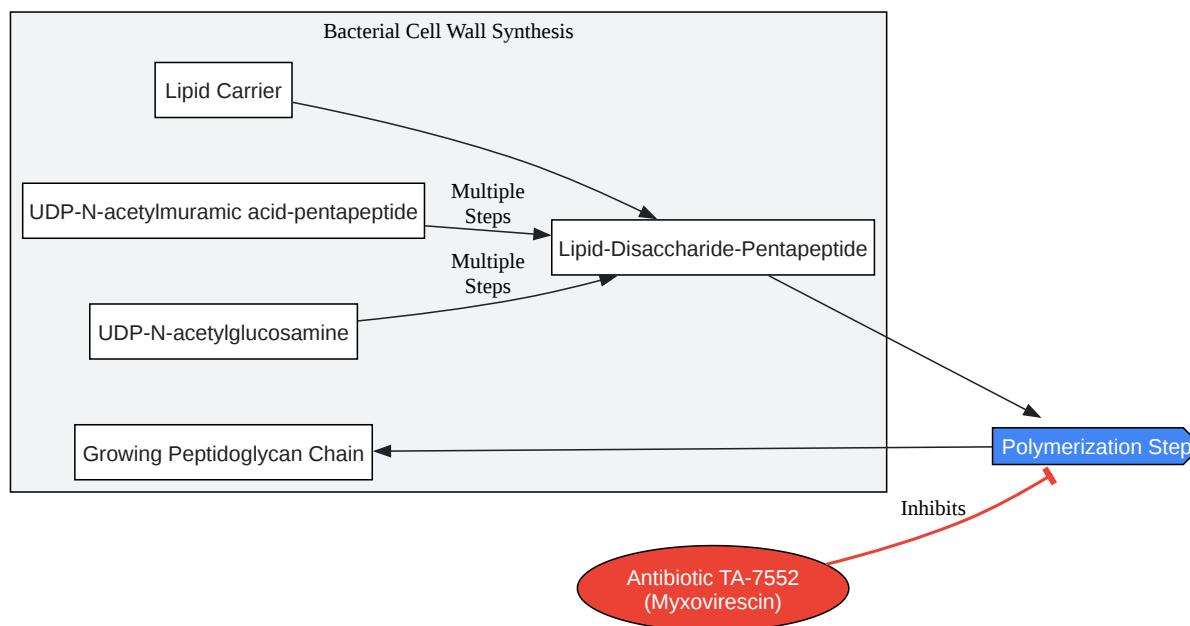 Bacterial Cell Wall Synthesis
Lipid Carrier
UDP-N-acetylmuramic acid-pentapeptide
Multiple
Steps
Lipid-Disaccharide-Pentapeptide
Multiple
Steps
UDP-N-acetylglucosamine
Growing Peptidoglycan Chain
Polymerization Step
Inhibits
Antibiotic TA-7552
(Myxovirescin)